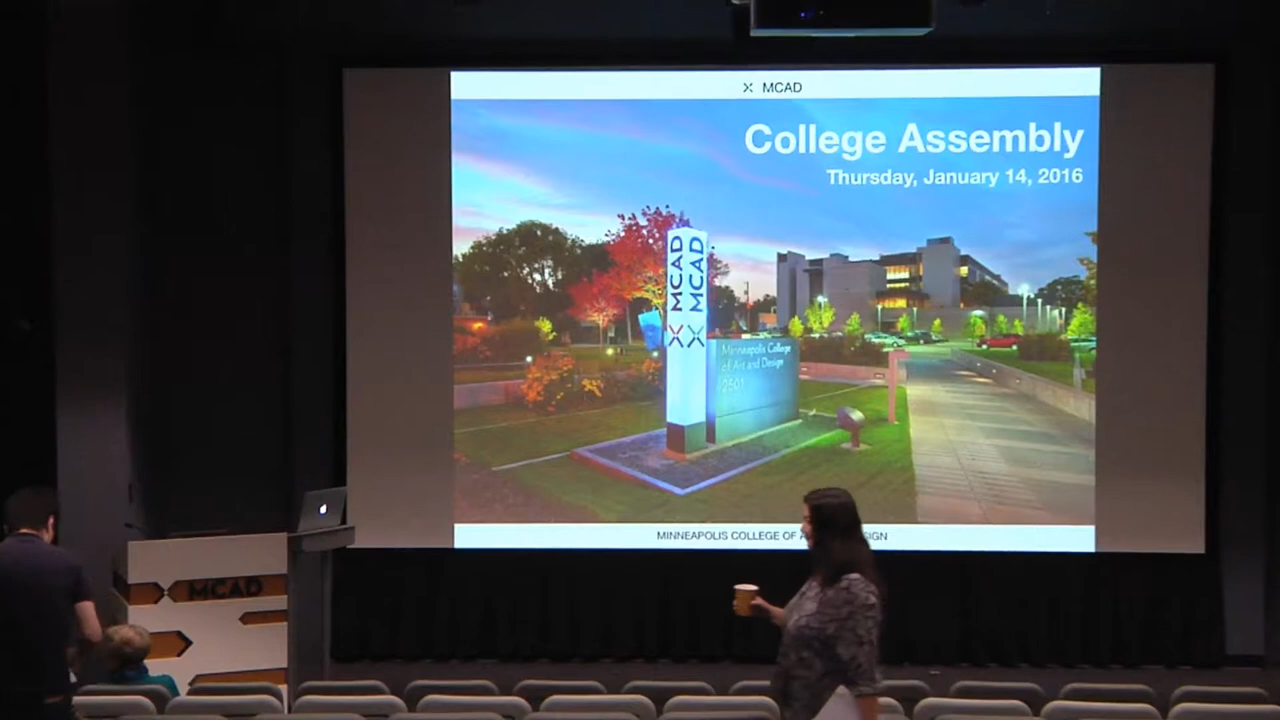 MCAD
College Assembly
Thursday, January 14, 2016
MCAD
MCAD
Minneapolis College
of Art and Design
2501
MINNEAPOLIS COLLEGE OF
MCAD